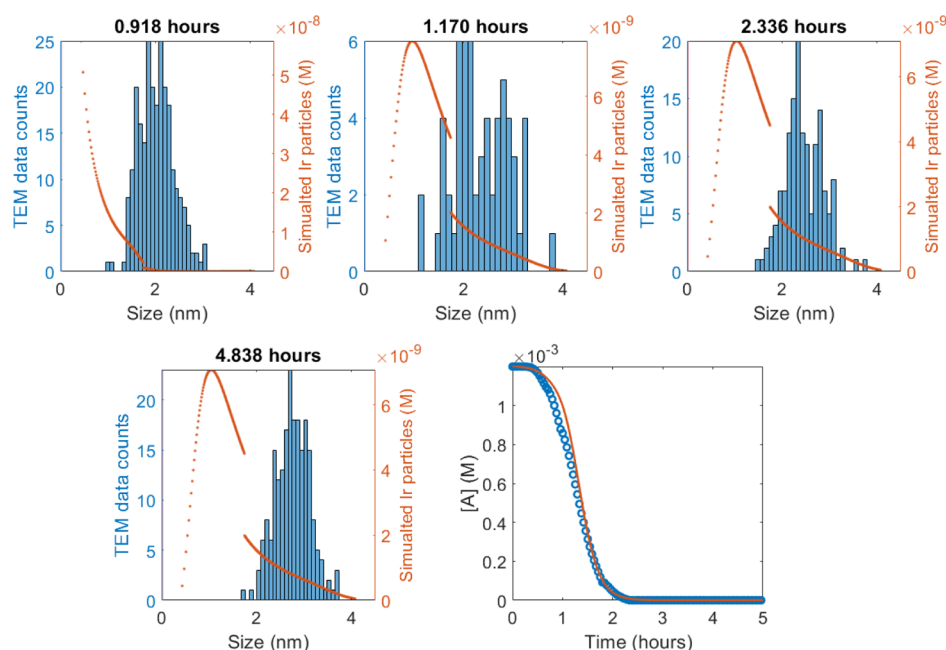 0.918 hours
×10^-8
TEM data counts
25
20
15
10
5
0
Simualted Ir particles (M)
5
4
3
2
1
0
0 2 4
Size (nm)
1.170 hours
×10^-9
TEM data counts
6
4
2
0
Simualted Ir particles (M)
6
4
2
0
0 1 2 3 4
Size (nm)
2.336 hours
×10^-9
TEM data counts
20
15
10
5
0
Simualted Ir particles (M)
6
4
2
0
0 2 4
Size (nm)
4.838 hours
×10^-9
TEM data counts
20
15
10
5
0
Simualted Ir particles (M)
6
4
2
0
0 2 4
Size (nm)
×10^-3
[A] (M)
1
0.8
0.6
0.4
0.2
0
0 1 2 3 4 5
Time (hours)